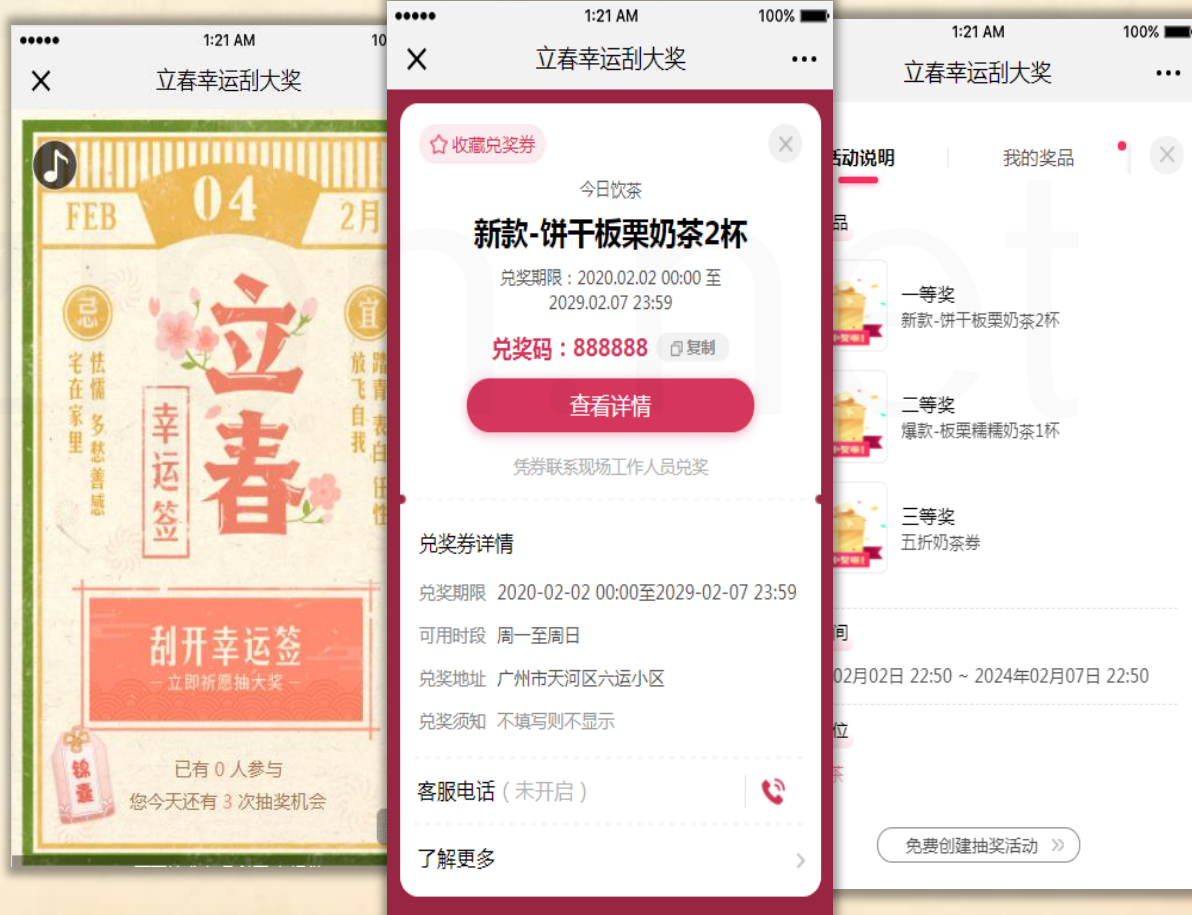 1:21 AM
10
立春幸运刮大奖
FEB
04
2月
忌
宜
怯懦 多愁善感
宅在家里
立春
幸运签
踏青 表白 任性
放飞自我
刮开幸运签
立即祈愿抽大奖
锦囊
已有 0 人参与
您今天还有 3 次抽奖机会
1:21 AM
100%
立春幸运刮大奖
收藏兑奖券
今日饮茶
新款-饼干板栗奶茶2杯
兑奖期限：2020.02.02 00:00 至
2029.02.07 23:59
兑奖码：888888
复制
查看详情
凭券联系现场工作人员兑奖
兑奖券详情
兑奖期限 2020-02-02 00:00至2029-02-07 23:59
可用时段 周一至周日
兑奖地址 广州市天河区六运小区
兑奖须知 不填写则不显示
客服电话 ( 未开启 )
了解更多
1:21 AM
100%
立春幸运刮大奖
活动说明
我的奖品
品
一等奖
新款-饼干板栗奶茶2杯
二等奖
爆款-板栗糯糯奶茶1杯
三等奖
五折奶茶券
间
02月02日 22:50 ~ 2024年02月07日 22:50
位
茶
免费创建抽奖活动